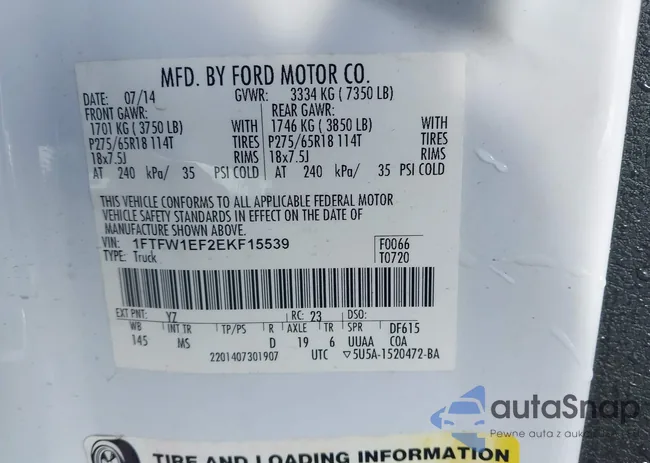 MFD. BY FORD MOTOR CO.
DATE: 07/14 GVWR: 3334 KG ( 7350 LB)
FRONT GAWR: REAR GAWR:
1701 KG ( 3750 LB) WITH 1746 KG ( 3850 LB) WITH
P275/65R18 114T TIRES P275/65R18 114T TIRES
18x7.5J RIMS 18x7.5J RIMS
AT 240 kPa/ 35 PSI COLD AT 240 kPa/ 35 PSI COLD
THIS VEHICLE CONFORMS TO ALL APPLICABLE FEDERAL MOTOR
VEHICLE SAFETY STANDARDS IN EFFECT ON THE DATE OF
MANUFACTURE SHOWN ABOVE.
VIN: 1FTFW1EF2EKF15539 F0066
TYPE: Truck T0720
EXT PNT: YZ RC: 23 DSO:
WB INT TR TP/PS R AXLE TR SPR DF615
145 MS D 19 6 UUAA COA
2201407301907 UTC ▽5U5A-1520472-BA
autoSnap
Pewne auta z aukcji
TIRE AND LOADING INFORMATION